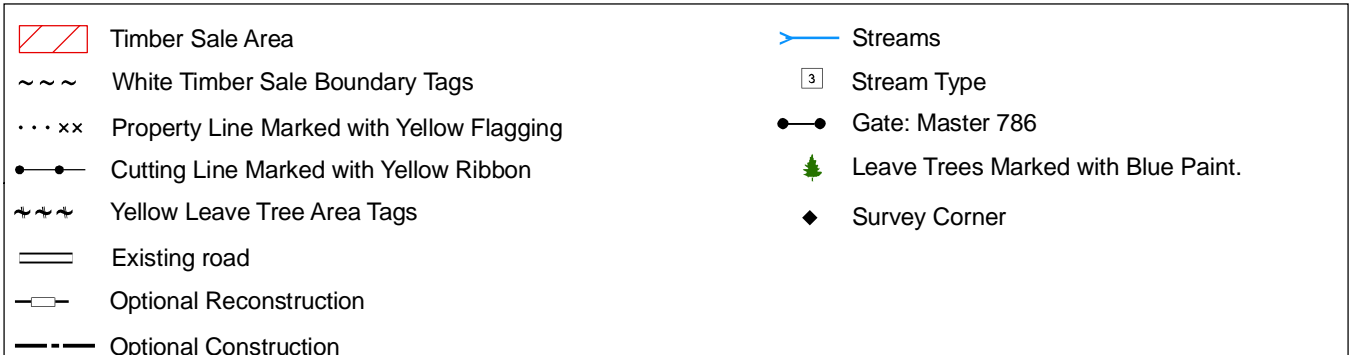 Timber Sale Area
White Timber Sale Boundary Tags
Property Line Marked with Yellow Flagging
Cutting Line Marked with Yellow Ribbon
Yellow Leave Tree Area Tags
Existing road
Optional Reconstruction
Optional Construction
Streams
3 Stream Type
Gate: Master 786
Leave Trees Marked with Blue Paint.
Survey Corner